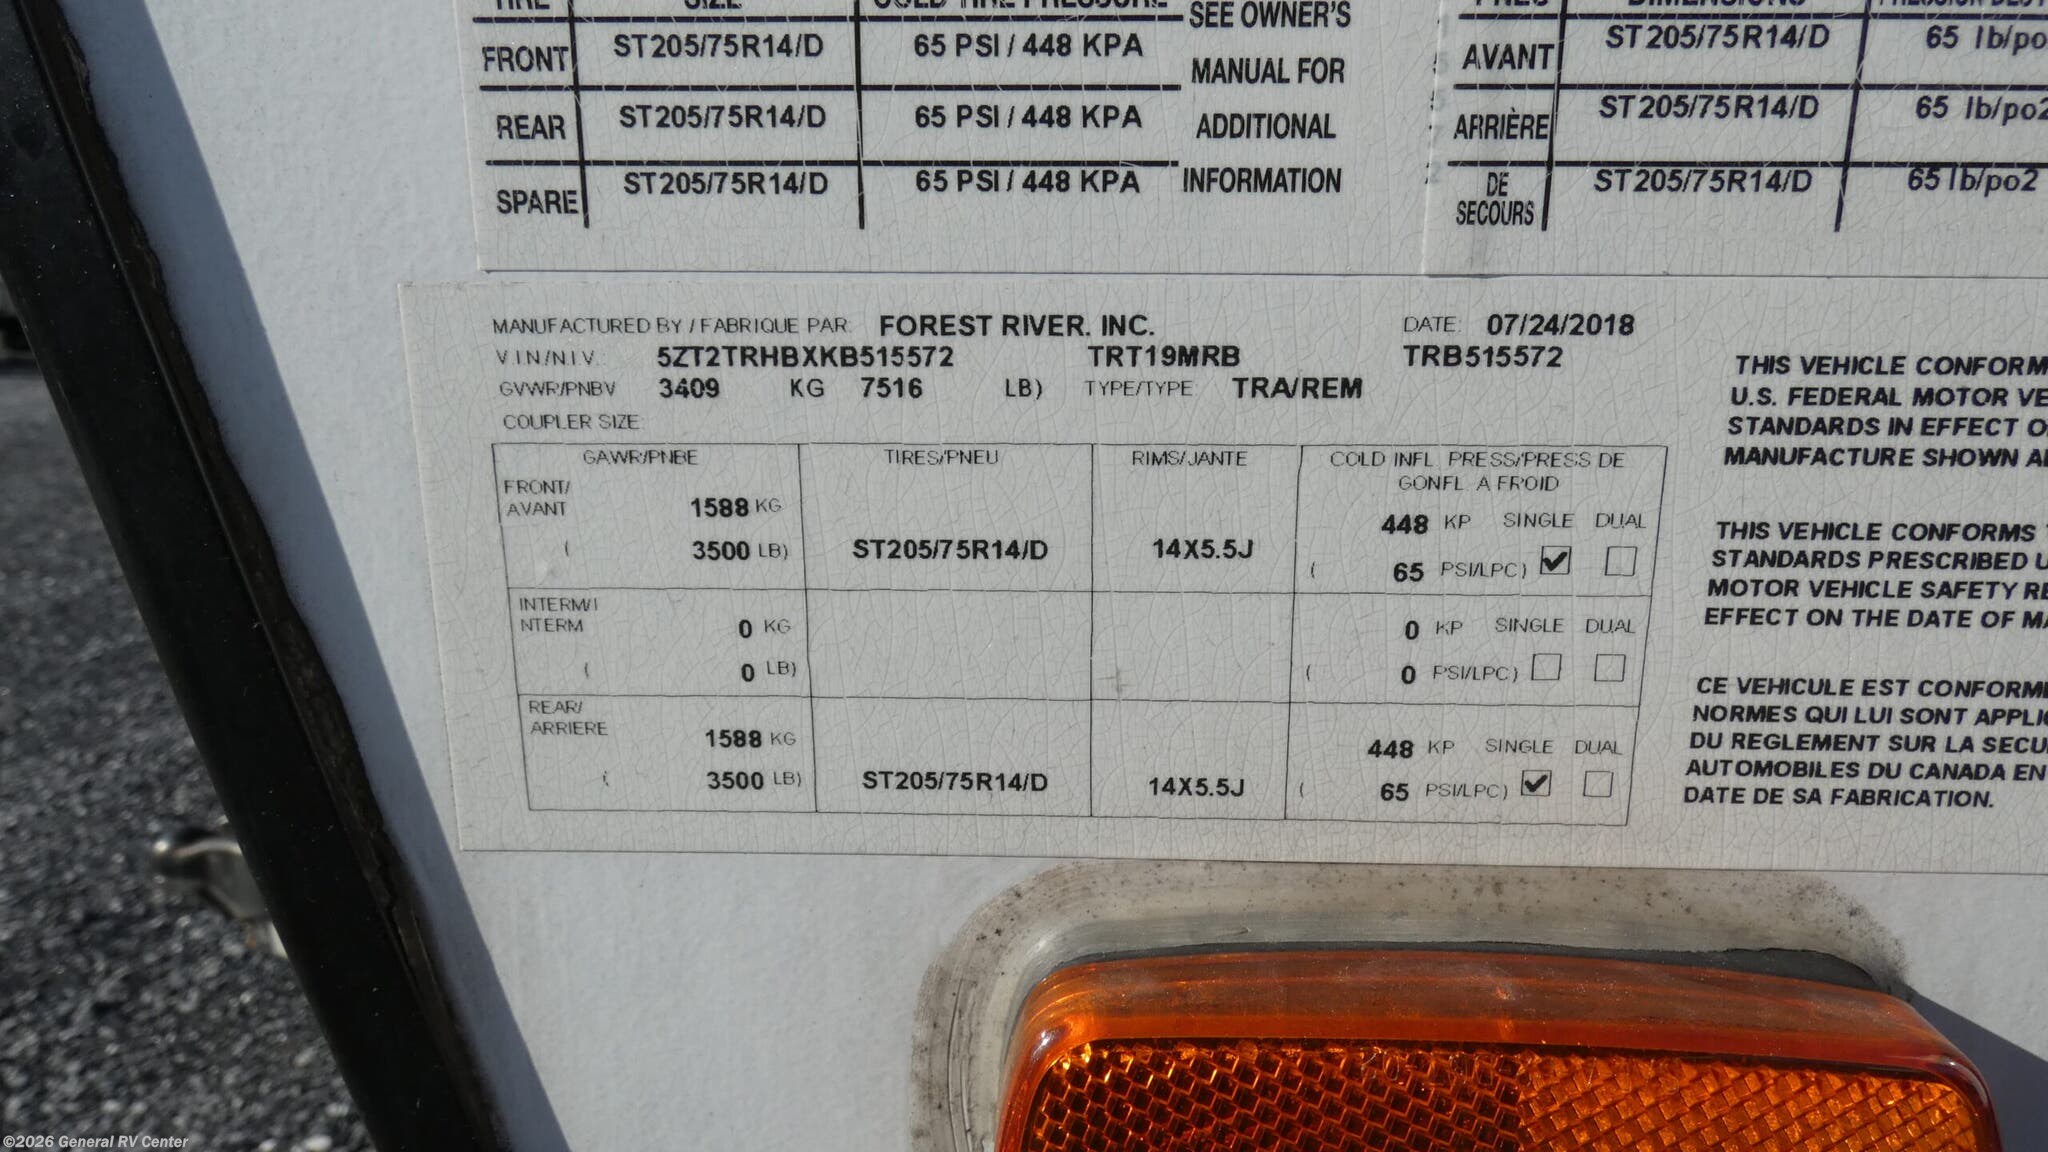 TIRE SIZE COLD TIRE PRESSURE
SEE OWNER'S
FRONT ST205/75R14/D 65 PSI / 448 KPA
MANUAL FOR
REAR ST205/75R14/D 65 PSI / 448 KPA
ADDITIONAL
SPARE ST205/75R14/D 65 PSI / 448 KPA
INFORMATION
PNEU DIMENSIONS
AVANT ST205/75R14/D 65 lb/po
ARRIÈRE ST205/75R14/D 65 lb/po2
DE
SECOURS ST205/75R14/D 65 lb/po2
MANUFACTURED BY / FABRIQUE PAR: FOREST RIVER, INC. DATE: 07/24/2018
V.I.N/N.I.V.: 5ZT2TRHBXKB515572 TRT19MRB TRB515572
GVWR/PNBV 3409 KG 7516 LB) TYPE/TYPE TRA/REM
COUPLER SIZE:
GAWR/PNBE TIRES/PNEU RIMS/JANTE COLD INFL PRESS/PRESS DE
GONFL A FROID
FRONT/
AVANT 1588 KG 448 KP SINGLE DUAL
( 3500 LB) ST205/75R14/D 14X5.5J ( 65 PSI/LPC)
INTERM/I
NTERM 0 KG 0 KP SINGLE DUAL
( 0 LB) ( 0 PSI/LPC)
REAR/
ARRIERE 1588 KG 448 KP SINGLE DUAL
( 3500 LB) ST205/75R14/D 14X5.5J ( 65 PSI/LPC)
THIS VEHICLE CONFORM
U.S. FEDERAL MOTOR VE
STANDARDS IN EFFECT O
MANUFACTURE SHOWN A
THIS VEHICLE CONFORMS
STANDARDS PRESCRIBED U
MOTOR VEHICLE SAFETY RE
EFFECT ON THE DATE OF MA
CE VEHICULE EST CONFORME
NORMES QUI LUI SONT APPLI
DU REGLEMENT SUR LA SECU
AUTOMOBILES DU CANADA EN
DATE DE SA FABRICATION.
©2026 General RV Center